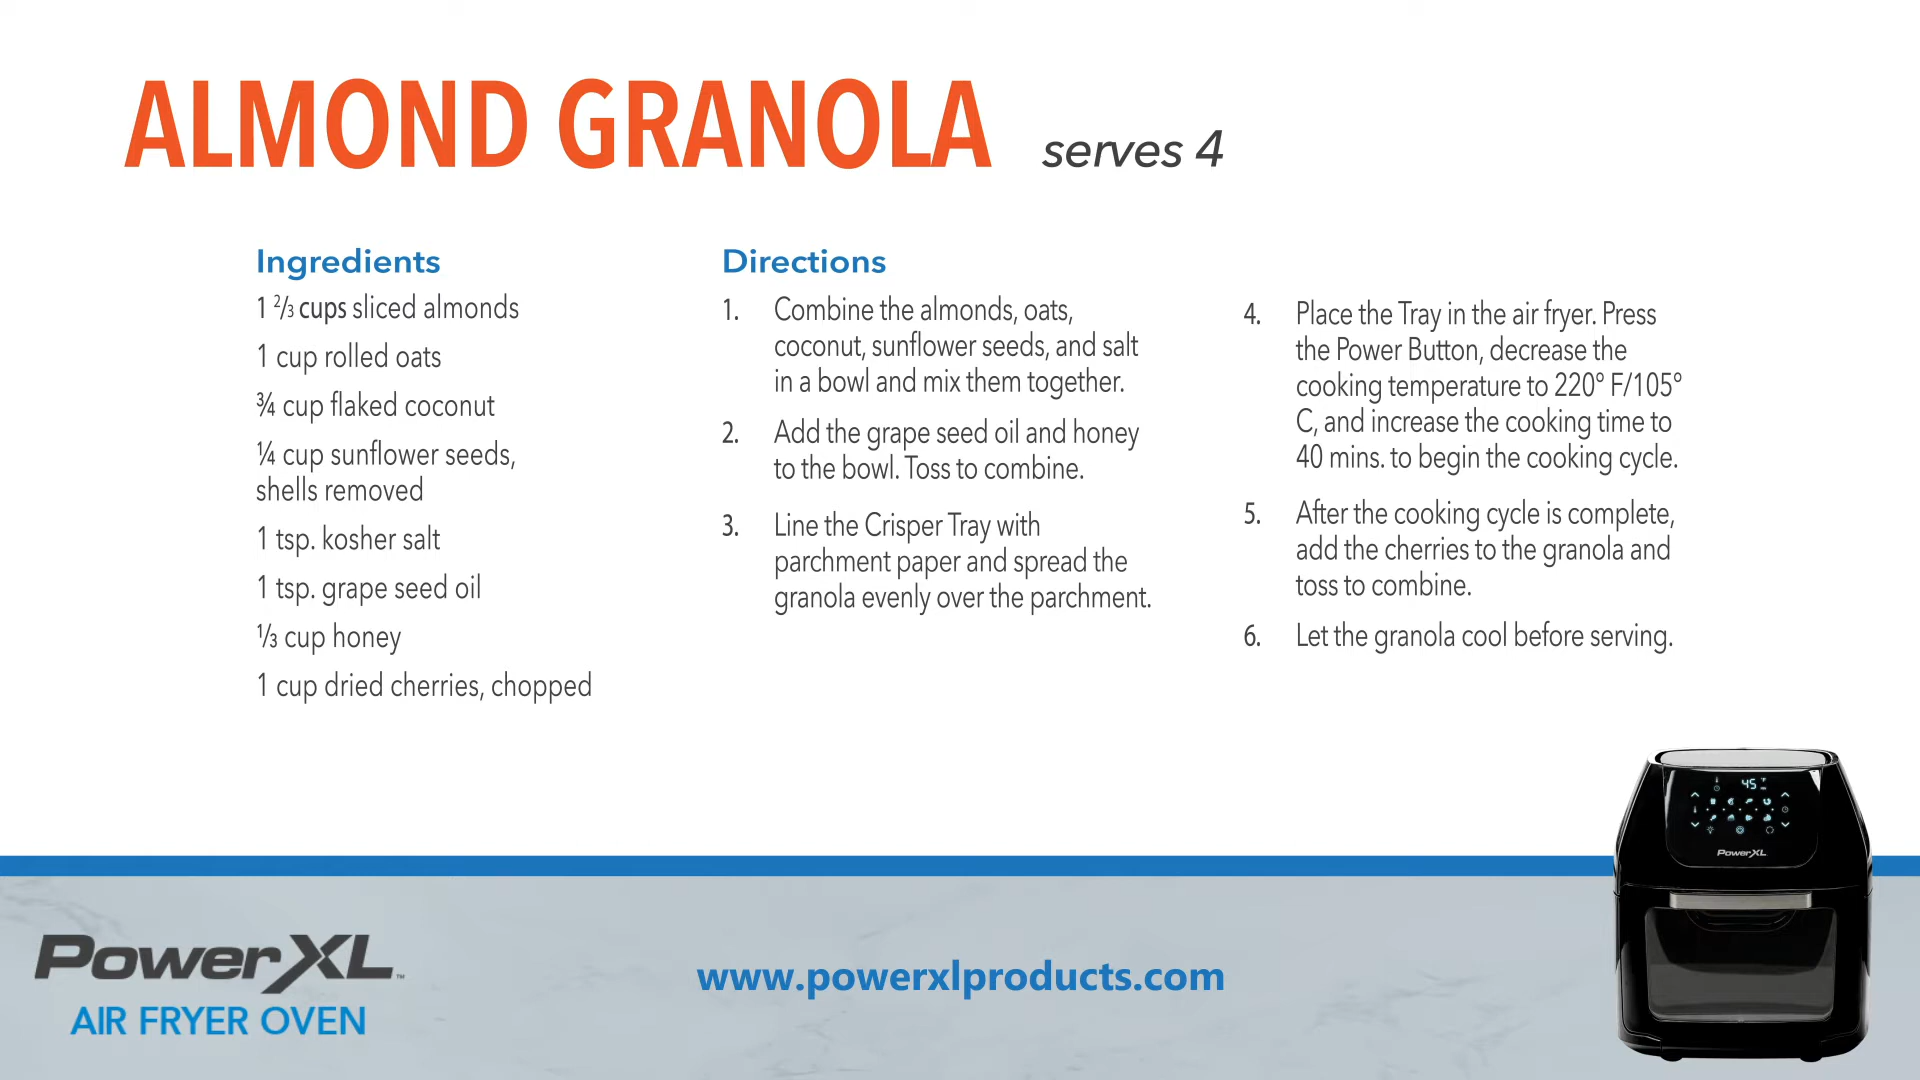 ALMOND GRANOLA serves 4
Ingredients
1 2/3 cups sliced almonds
1 cup rolled oats
¾ cup flaked coconut
¼ cup sunflower seeds,
shells removed
1 tsp. kosher salt
1 tsp. grape seed oil
1/3 cup honey
1 cup dried cherries, chopped
Directions
1. Combine the almonds, oats,
coconut, sunflower seeds, and salt
in a bowl and mix them together.
2. Add the grape seed oil and honey
to the bowl. Toss to combine.
3. Line the Crisper Tray with
parchment paper and spread the
granola evenly over the parchment.
4. Place the Tray in the air fryer. Press
the Power Button, decrease the
cooking temperature to 220° F/105°
C, and increase the cooking time to
40 mins. to begin the cooking cycle.
5. After the cooking cycle is complete,
add the cherries to the granola and
toss to combine.
6. Let the granola cool before serving.
45
PowerXL
PowerXL™
AIR FRYER OVEN
www.powerxlproducts.com